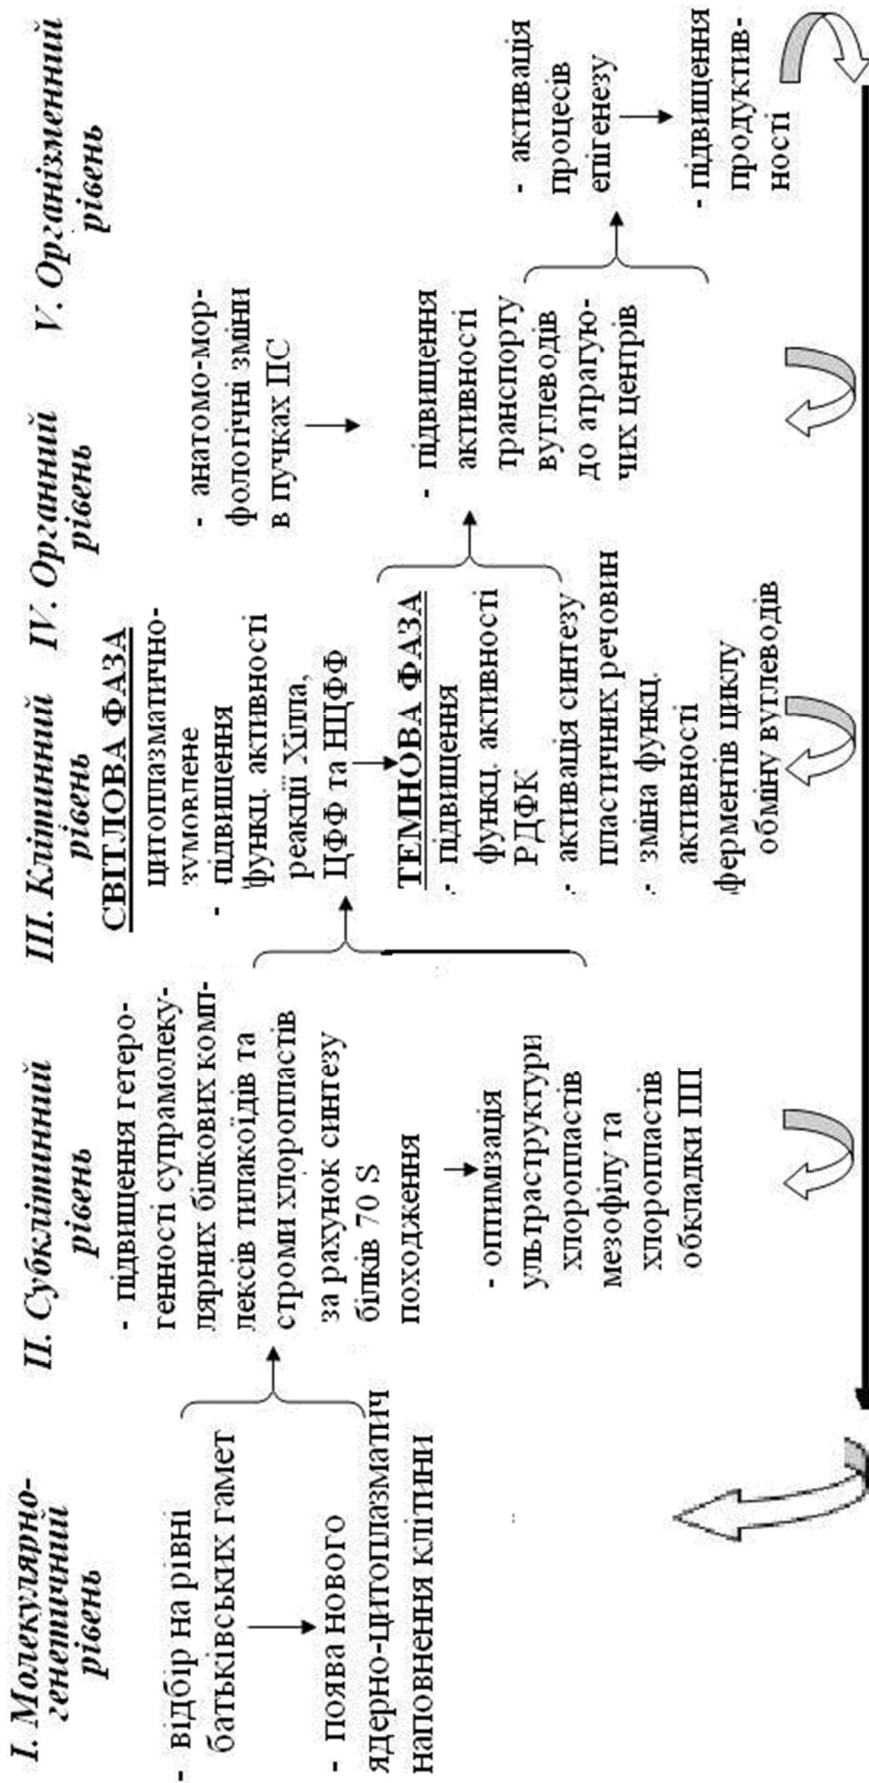 I. Молекулярно-
генетичний
рівень
- відбір на рівні
батьківських гамет
- поява нового
ядерно-цитоплазматич
наповнення клітини
II. Субклітинний
рівень
- підвищення гетеро-
генності супрамолеку-
лярних білкових комп-
лексів тилакоїдів та
строми хлоропластів
за рахунок синтезу
білків 70 S
походження
- оптимізація
ультраструктури
хлоропластів
мезофілу та
хлоропластів
обкладки ПП
III. Клітинний
рівень
СВІТЛОВА ФАЗА
цитоплазматично-
зумовлене
- підвищення
функц. активності
реакції Хілла,
ЦФФ та НЦФФ
ТЕМНОВА ФАЗА
- підвищення
функц. активності
РДФК
- активація синтезу
пластичних речовин
- зміна функц.
активності
ферментів циклу
обміну вуглеводів
IV. Органний
рівень
- анатомо-мор-
фологічні зміни
в пучках ПС
- підвищення
активності
транспорту
вуглеводів
до атрагую-
чих центрів
V. Організменний
рівень
- активація
процесів
епігенезу
- підвищення
продуктив-
ності